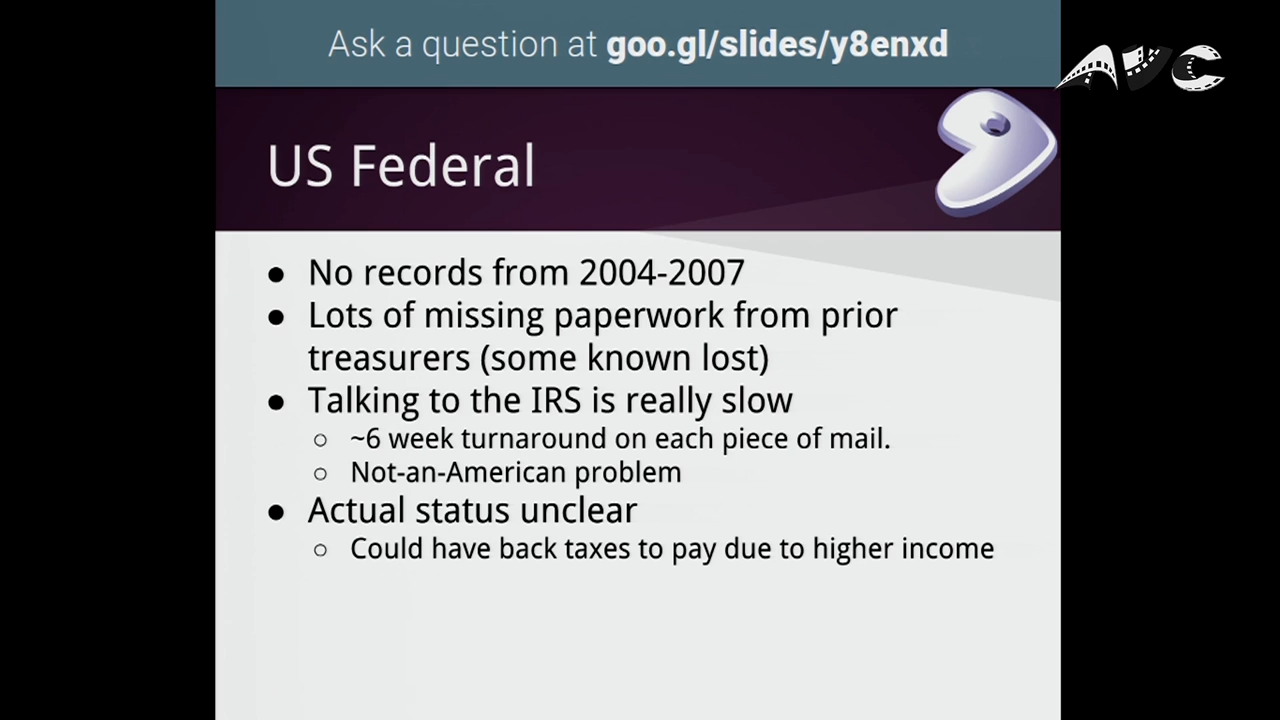 Ask a question at goo.gl/slides/y8enxd
AVC
US Federal
● No records from 2004-2007
● Lots of missing paperwork from prior
treasurers (some known lost)
● Talking to the IRS is really slow
○ ~6 week turnaround on each piece of mail.
○ Not-an-American problem
● Actual status unclear
○ Could have back taxes to pay due to higher income